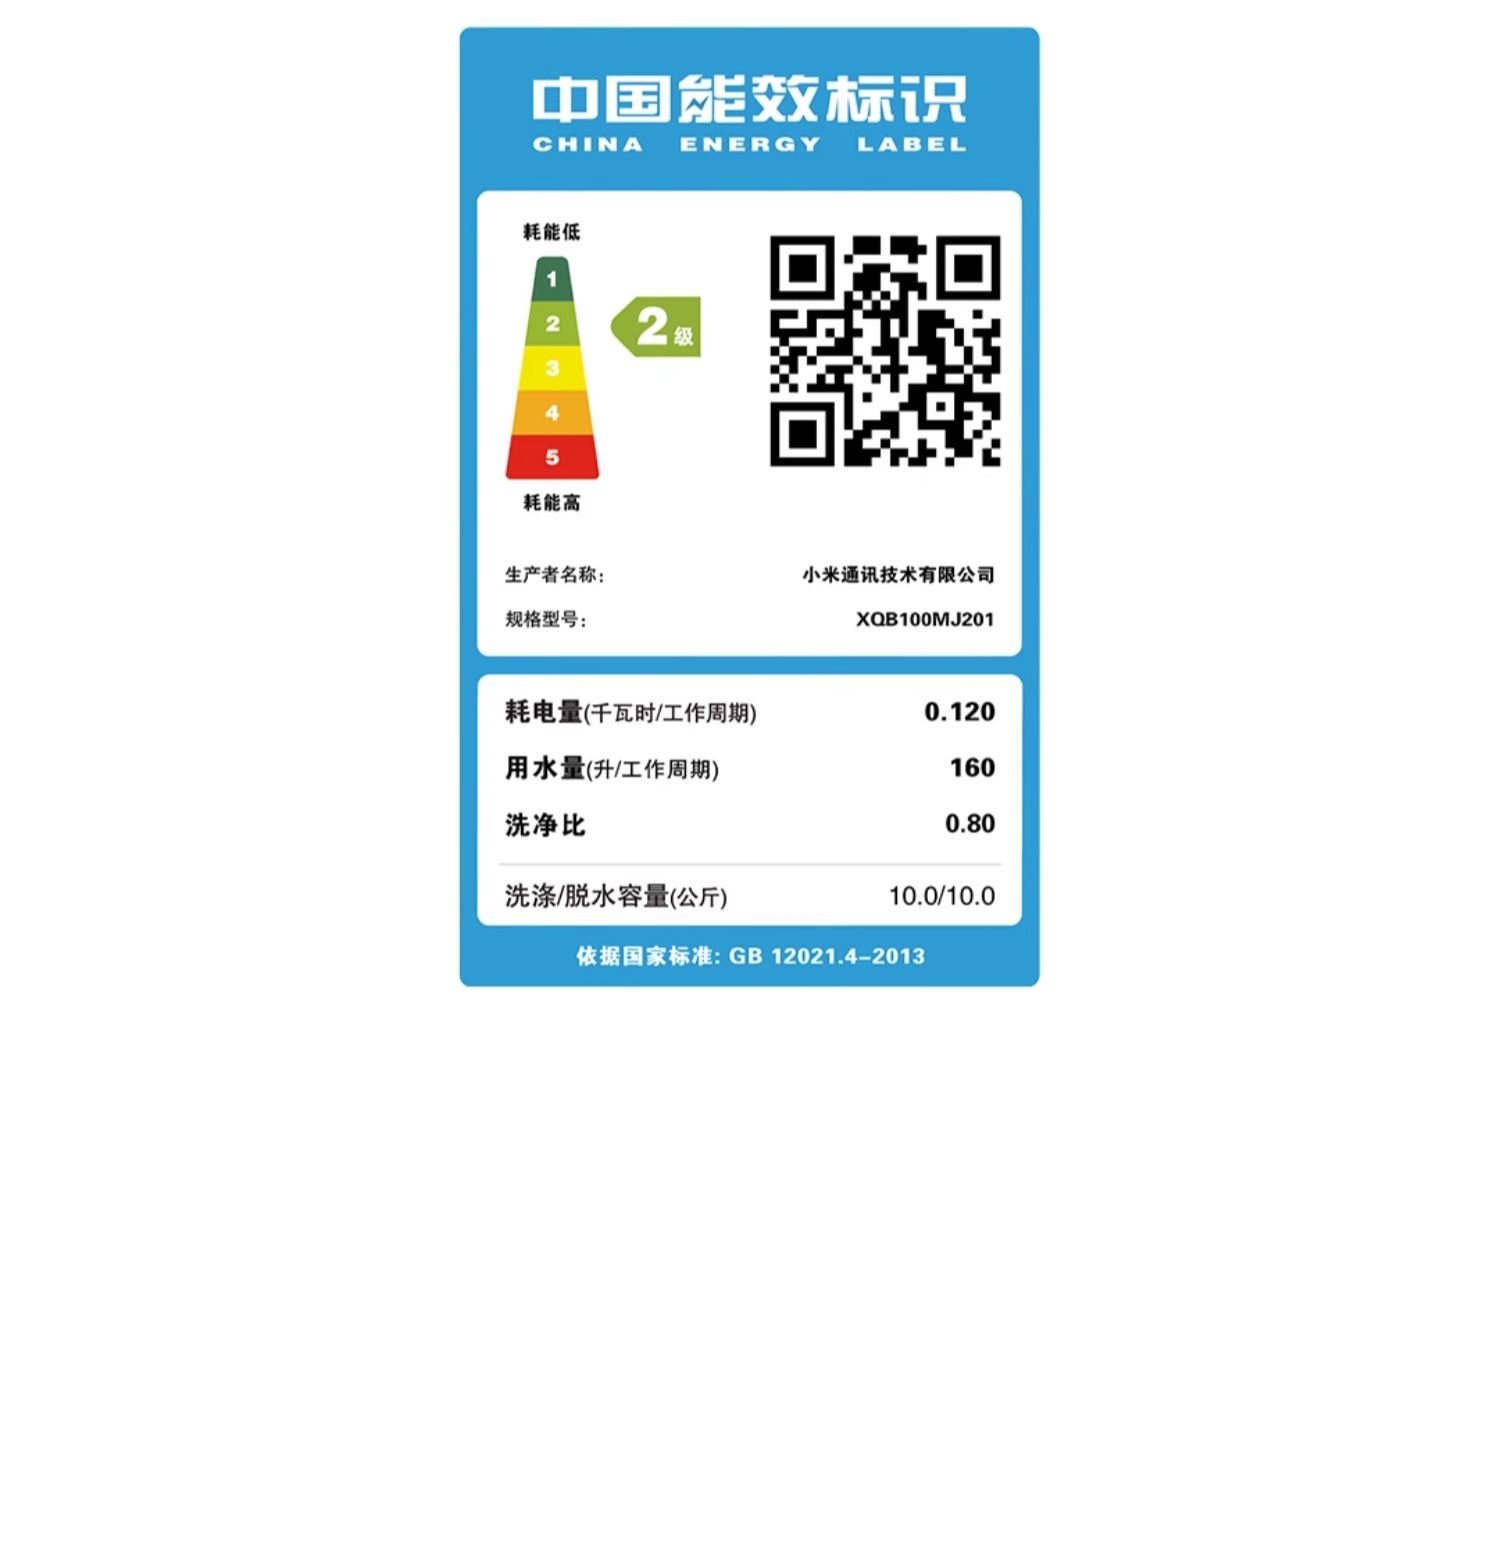 中国能效标识
CHINA ENERGY LABEL
耗能低
1
2
2级
3
4
5
耗能高
生产者名称: 小米通讯技术有限公司
规格型号: XQB100MJ201
耗电量(千瓦时/工作周期) 0.120
用水量(升/工作周期) 160
洗净比 0.80
洗涤/脱水容量(公斤) 10.0/10.0
依据国家标准: GB 12021.4–2013